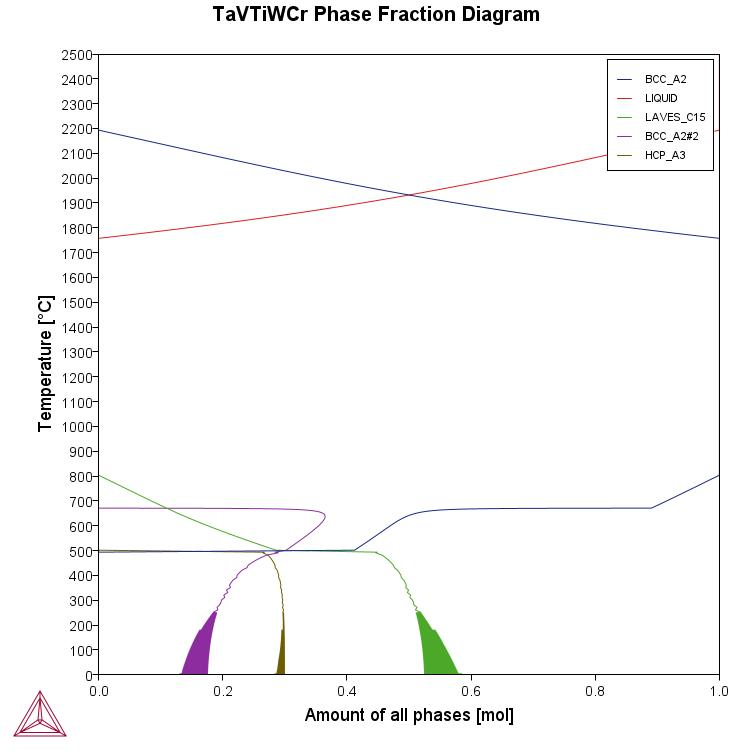 TaVTiWCr Phase Fraction Diagram
BCC_A2
LIQUID
LAVES_C15
BCC_A2#2
HCP_A3
Temperature [°C]
2500
2400
2300
2200
2100
2000
1900
1800
1700
1600
1500
1400
1300
1200
1100
1000
900
800
700
600
500
400
300
200
100
0
0.0 0.2 0.4 0.6 0.8 1.0
Amount of all phases [mol]